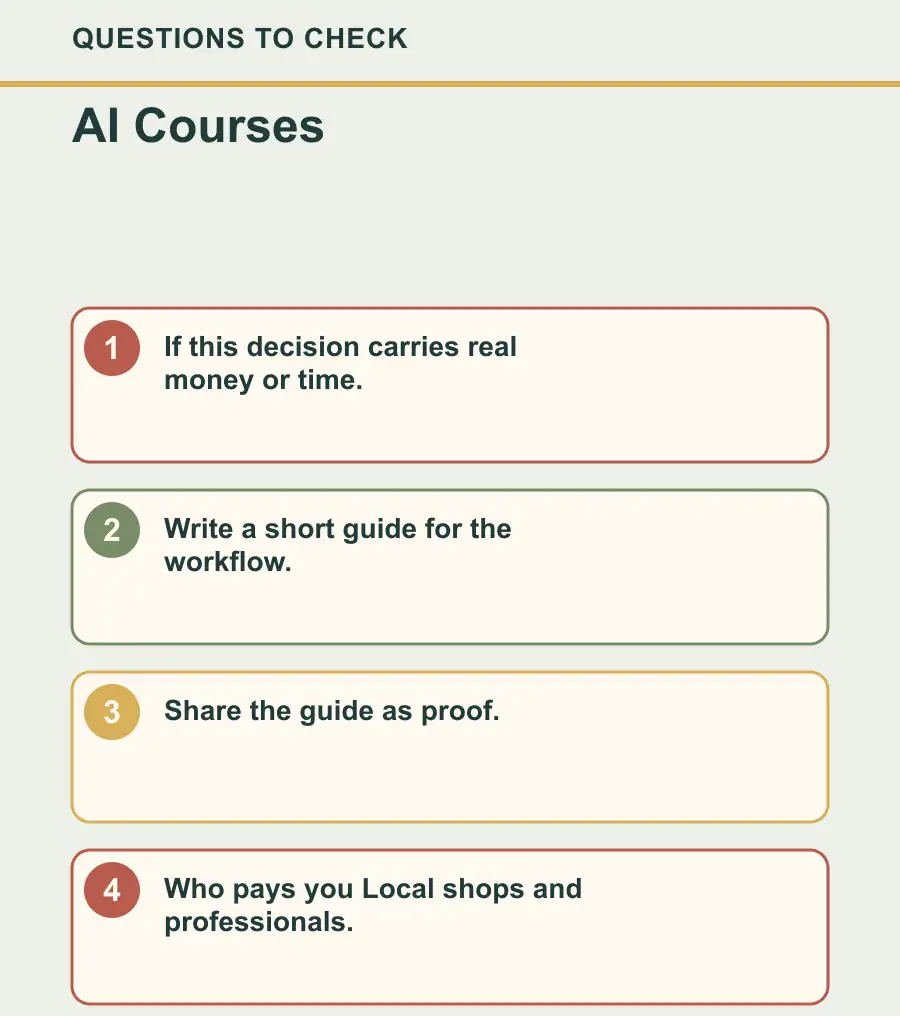 QUESTIONS TO CHECK
AI Courses
1
If this decision carries real
money or time.
2
Write a short guide for the
workflow.
3
Share the guide as proof.
4
Who pays you Local shops and
professionals.